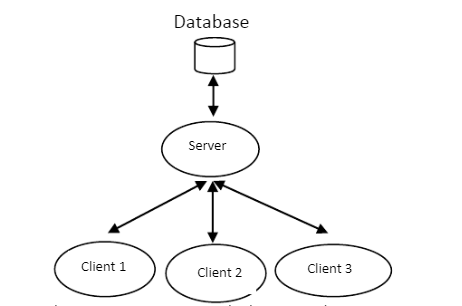 Database
Server
Client 1
Client 2
Client 3